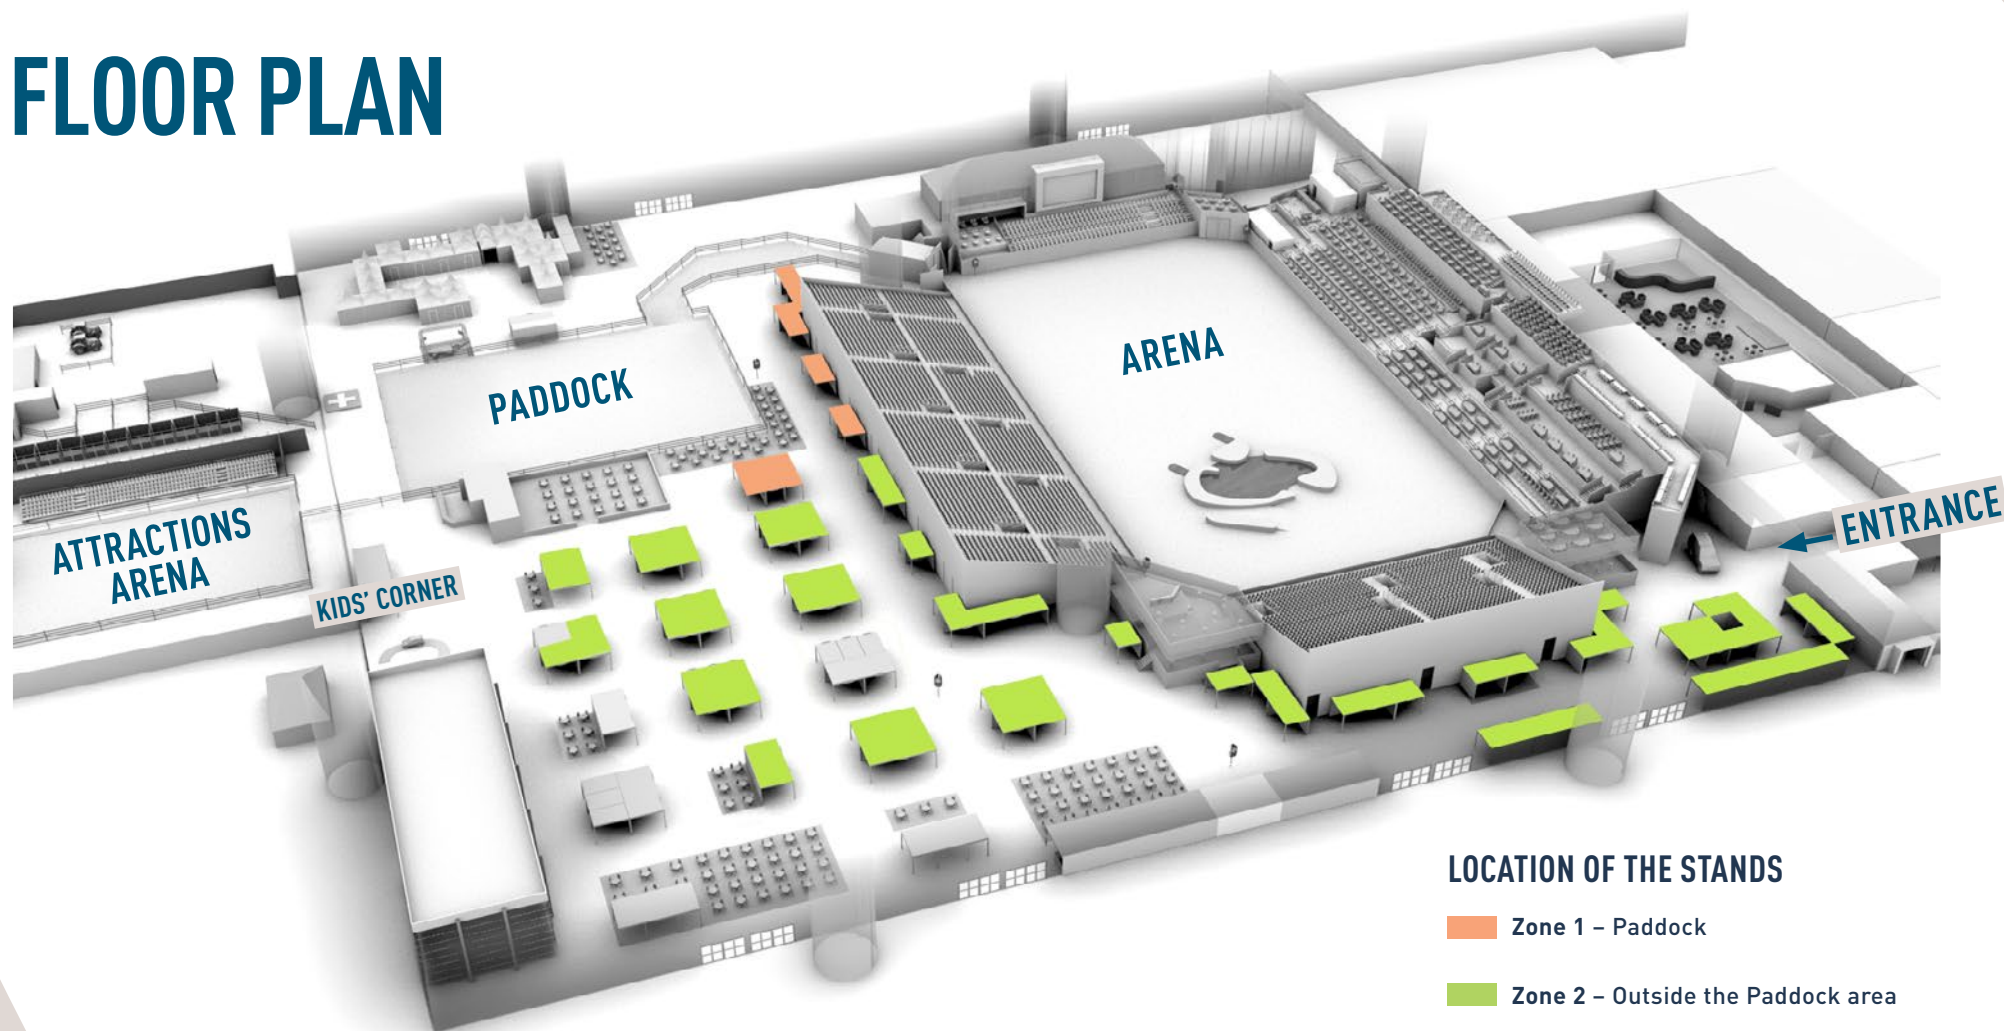 FLOOR PLAN
ARENA
PADDOCK
ENTRANCE
ATTRACTIONS
ARENA
KIDS' CORNER
LOCATION OF THE STANDS
Zone 1 – Paddock
Zone 2 – Outside the Paddock area